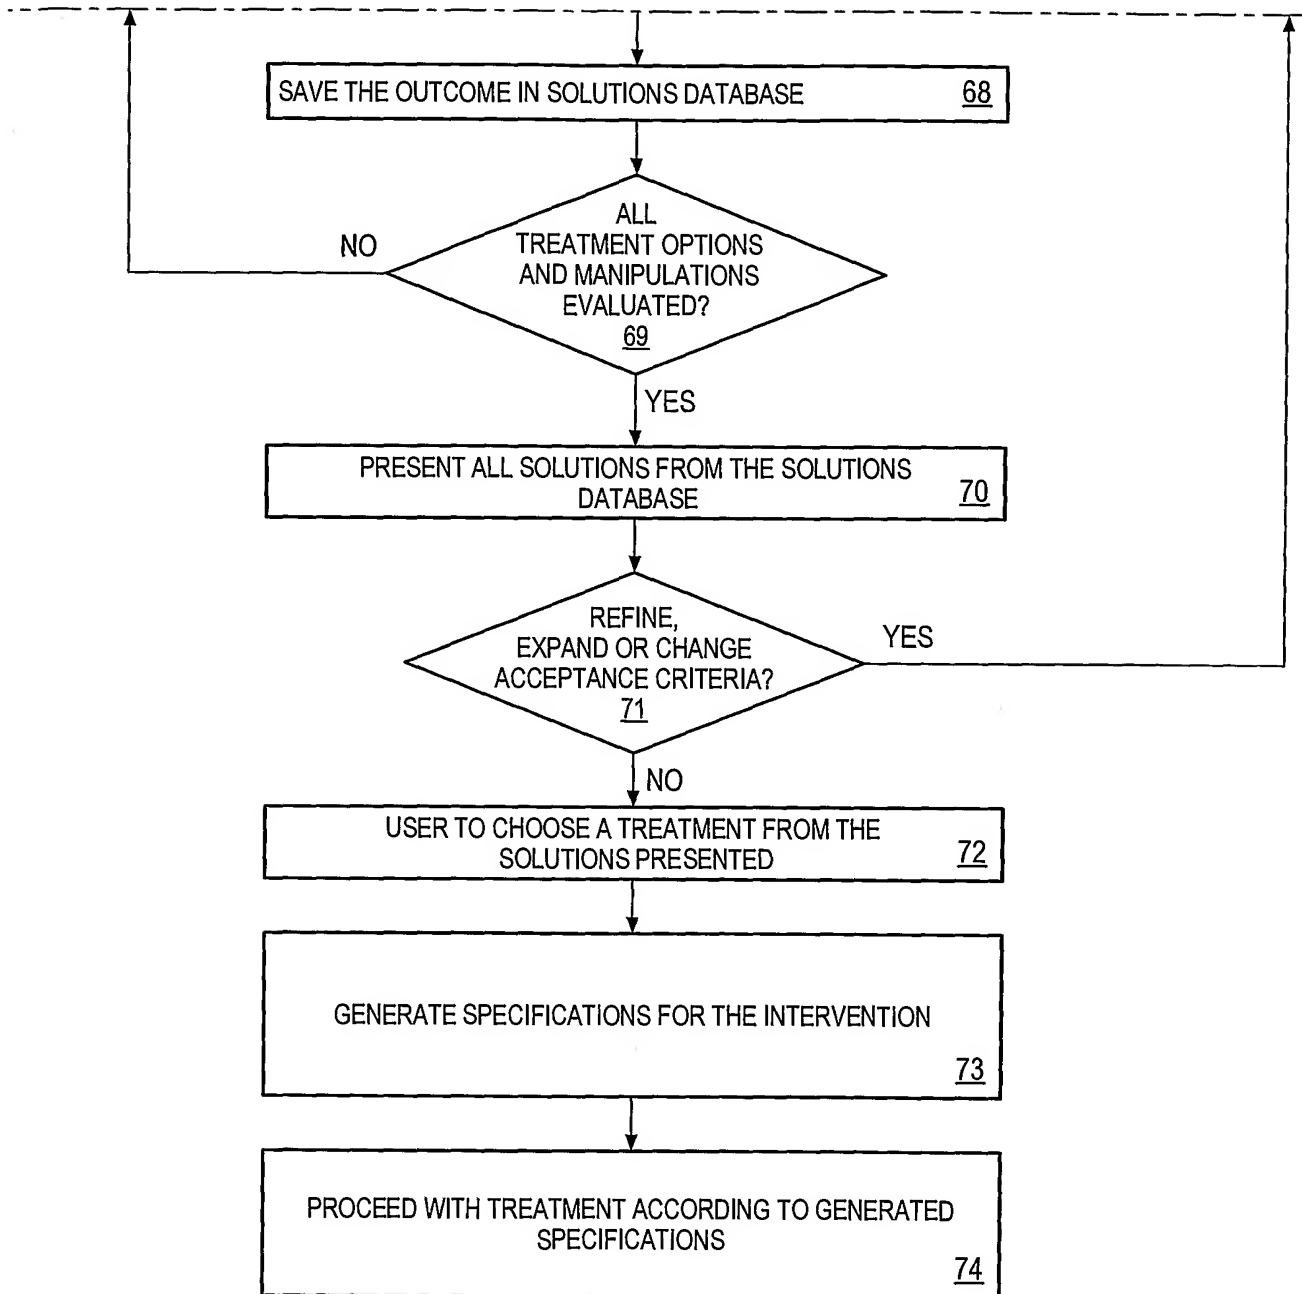 SAVE THE OUTCOME IN SOLUTIONS DATABASE 68
ALL
TREATMENT OPTIONS
AND MANIPULATIONS
EVALUATED?
69
NO
YES
PRESENT ALL SOLUTIONS FROM THE SOLUTIONS
DATABASE
70
REFINE,
EXPAND OR CHANGE
ACCEPTANCE CRITERIA?
71
YES
NO
USER TO CHOOSE A TREATMENT FROM THE
SOLUTIONS PRESENTED
72
GENERATE SPECIFICATIONS FOR THE INTERVENTION
73
PROCEED WITH TREATMENT ACCORDING TO GENERATED
SPECIFICATIONS
74